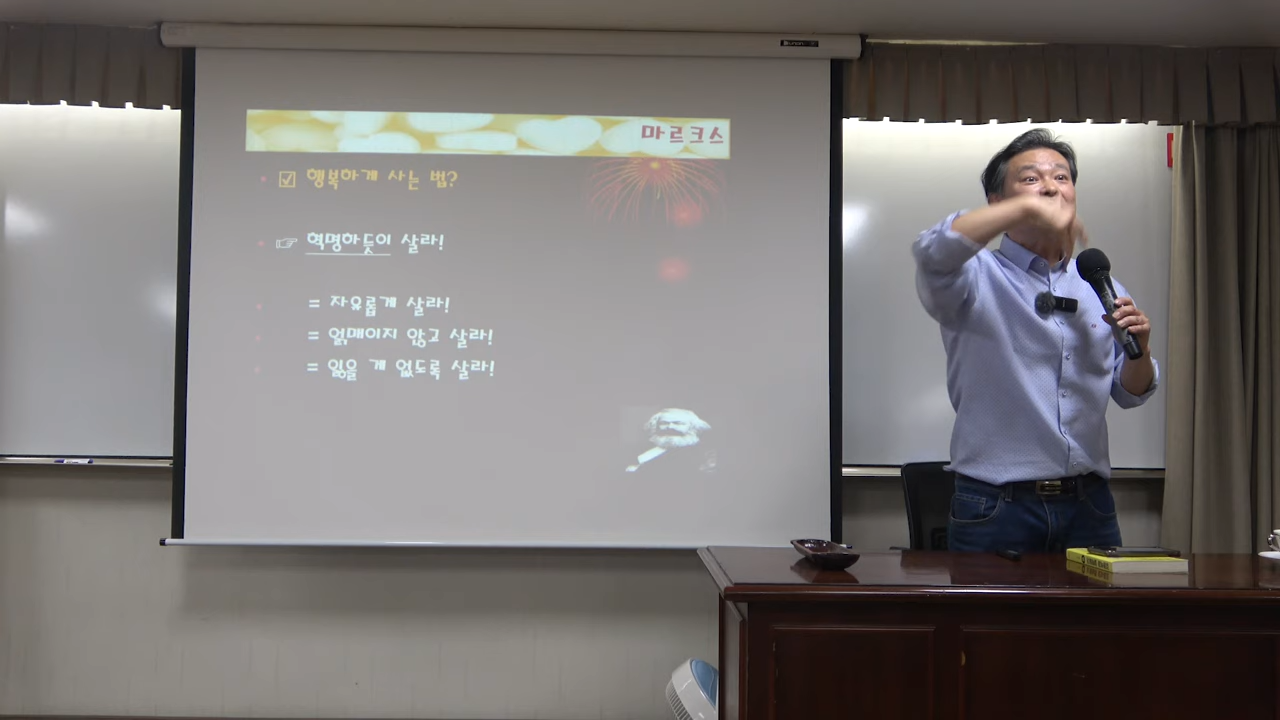 마르크스
행복하게 사는 법?
혁명하듯이 살라!
= 자유롭게 살라!
= 얽매이지 않고 살라!
= 잃을 게 없도록 살라!